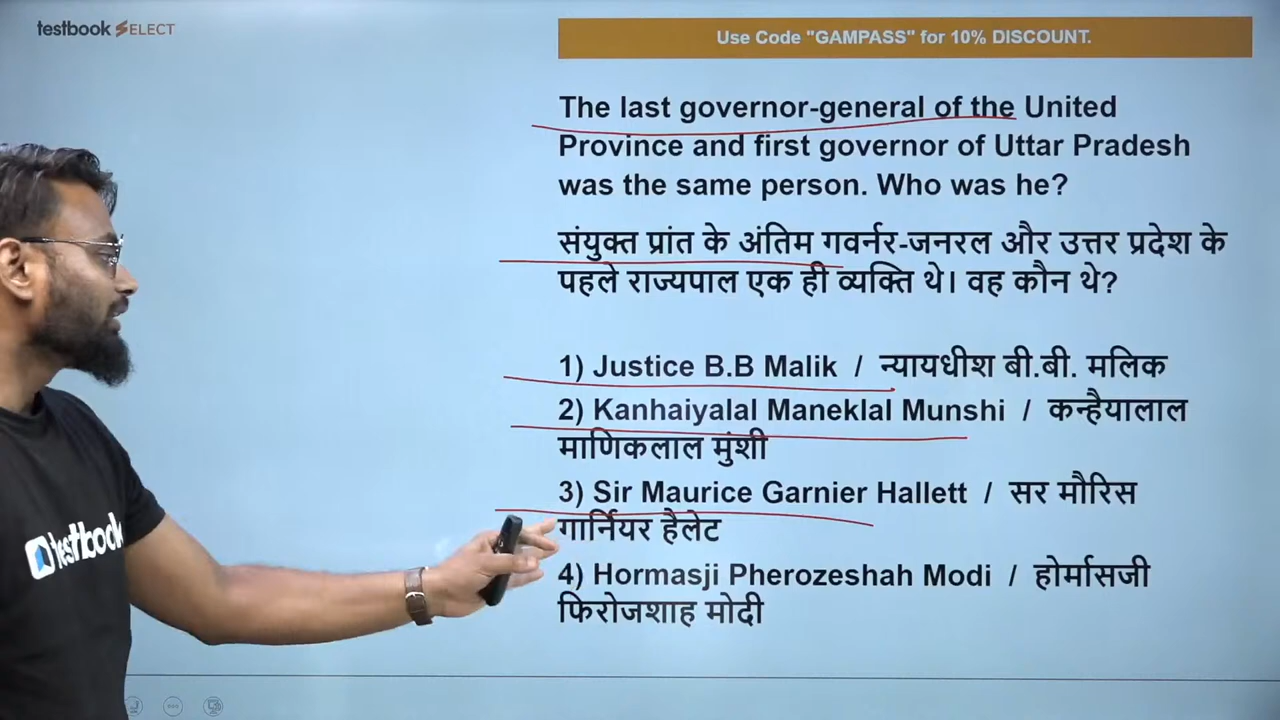 testbook SELECT
Use Code "GAMPASS" for 10% DISCOUNT.
The last governor-general of the United
Province and first governor of Uttar Pradesh
was the same person. Who was he?
संयुक्त प्रांत के अंतिम गवर्नर-जनरल और उत्तर प्रदेश के
पहले राज्यपाल एक ही व्यक्ति थे। वह कौन थे?
1) Justice B.B Malik / न्यायधीश बी.बी. मलिक
2) Kanhaiyalal Maneklal Munshi / कन्हैयालाल
माणिकलाल मुंशी
3) Sir Maurice Garnier Hallett / सर मौरिस
गार्नियर हैलेट
4) Hormasji Pherozeshah Modi / होर्मासजी
फिरोजशाह मोदी
testbook